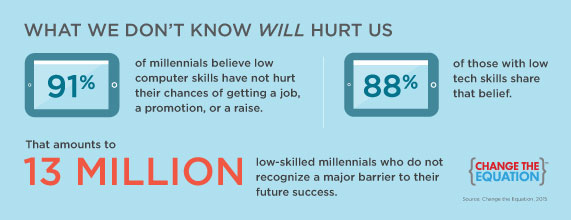 WHAT WE DON'T KNOW WILL HURT US
91%
of millennials believe low
computer skills have not hurt
their chances of getting a job,
a promotion, or a raise.
88%
of those with low
tech skills share
that belief.
That amounts to
13 MILLION
low-skilled millennials who do not
recognize a major barrier to their
future success.
{CHANGE THE
EQUATION}™
Source: Change the Equation, 2015